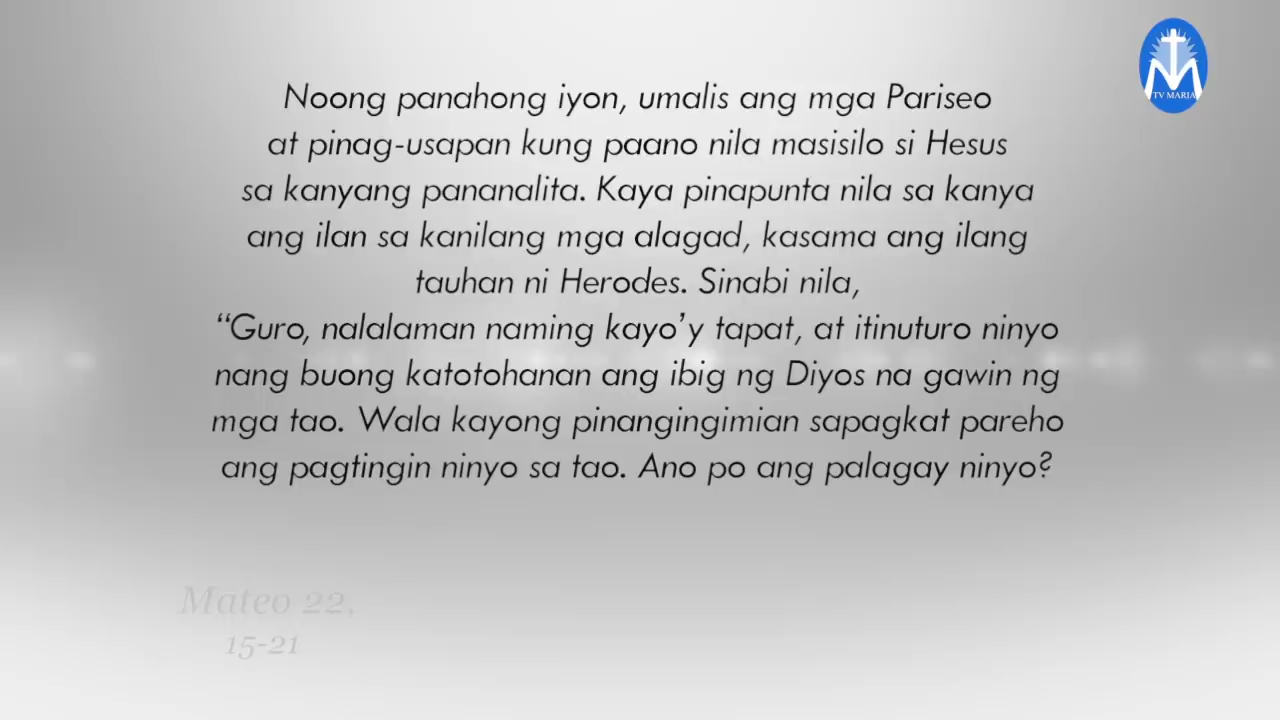 TV MARIA
Noong panahong iyon, umalis ang mga Pariseo
at pinag-usapan kung paano nila masisilo si Hesus
sa kanyang pananalita. Kaya pinapunta nila sa kanya
ang ilan sa kanilang mga alagad, kasama ang ilang
tauhan ni Herodes. Sinabi nila,
“Guro, nalalaman naming kayo’y tapat, at itinuturo ninyo
nang buong katotohanan ang ibig ng Diyos na gawin ng
mga tao. Wala kayong pinangingimian sapagkat pareho
ang pagtingin ninyo sa tao. Ano po ang palagay ninyo?
Mateo 22,
15-21